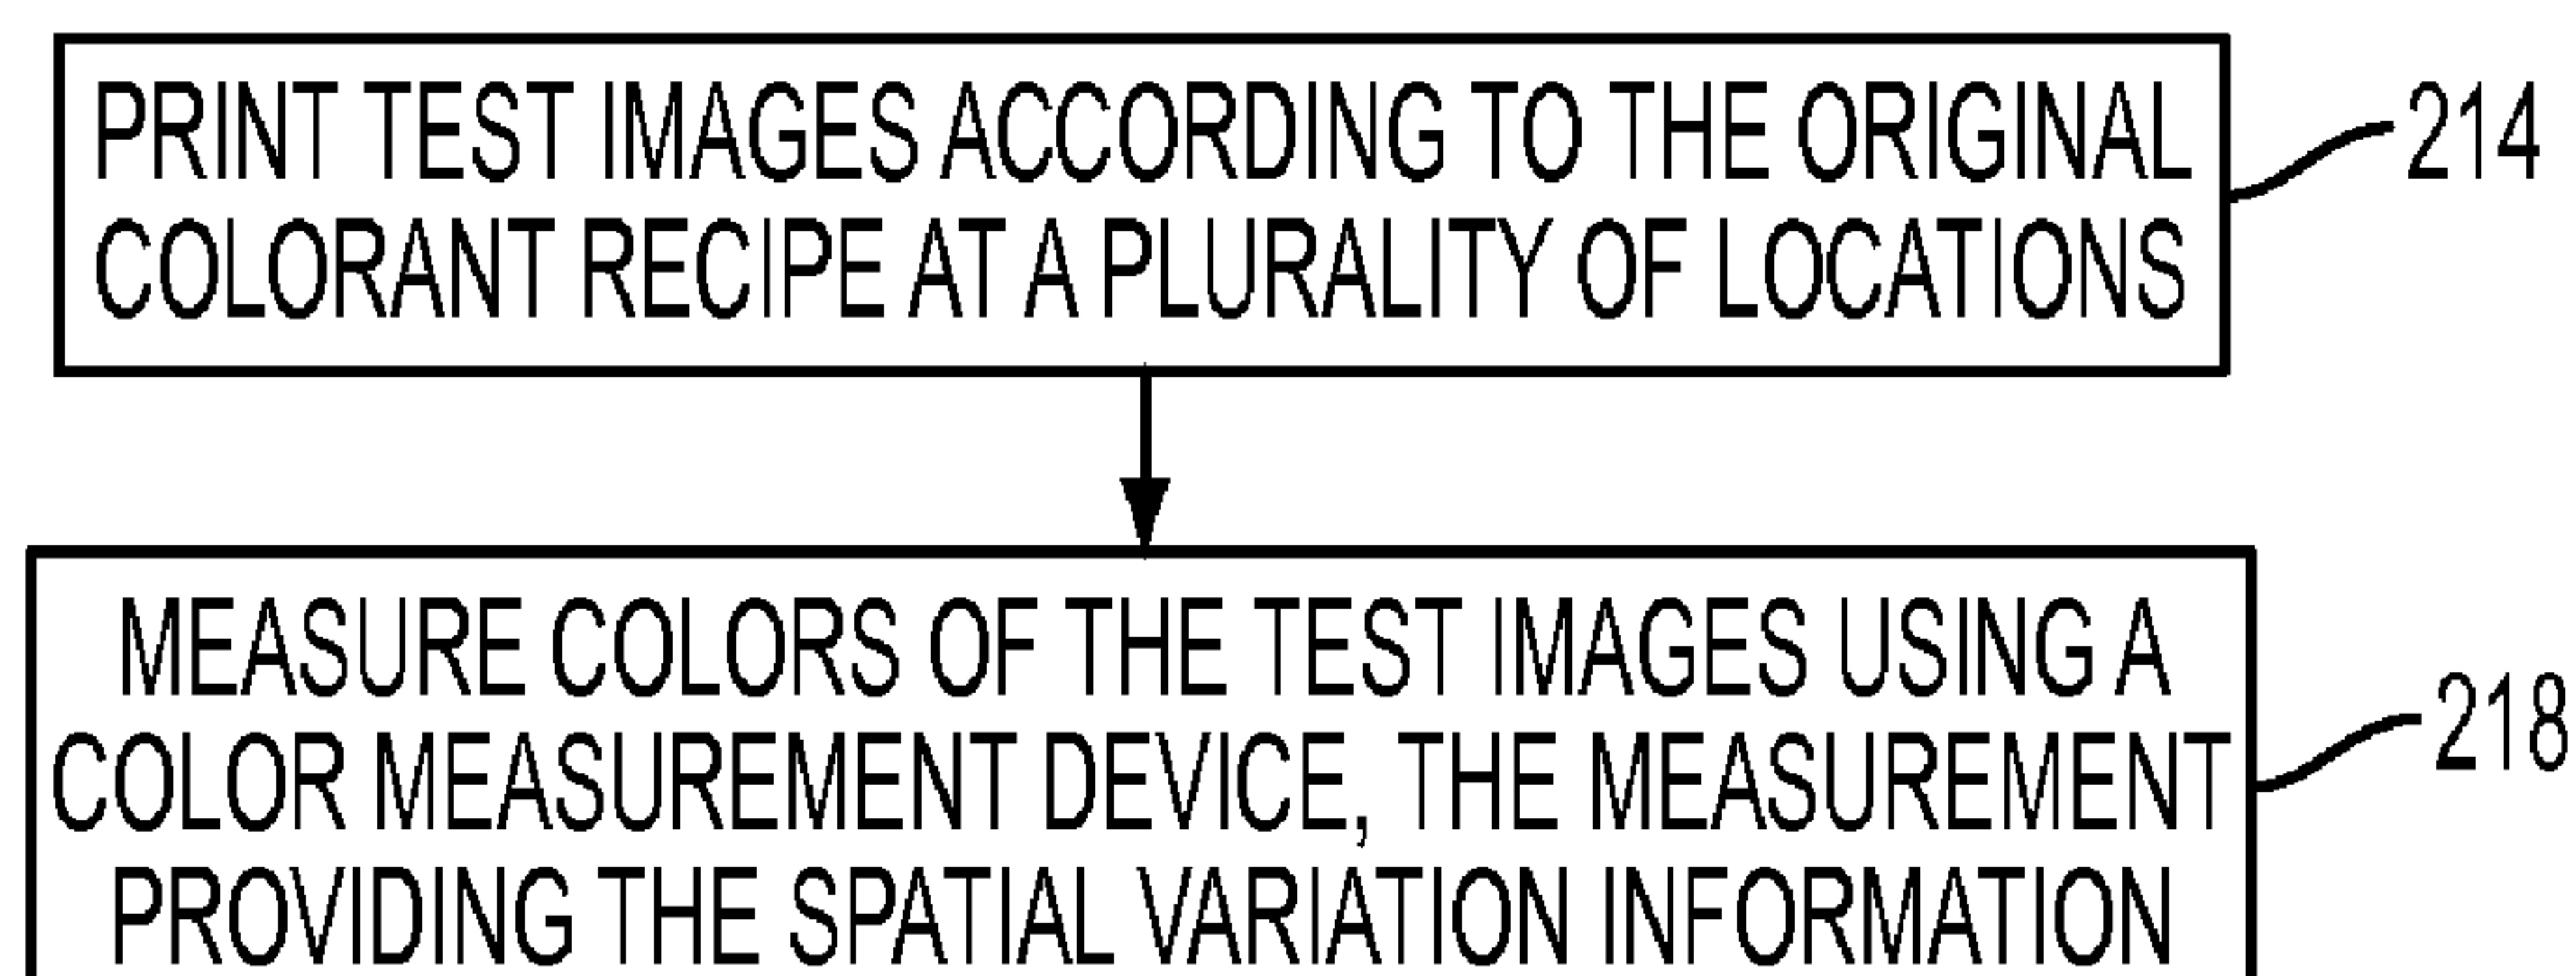 PRINT TEST IMAGES ACCORDING TO THE ORIGINAL
COLORANT RECIPE AT A PLURALITY OF LOCATIONS
214
MEASURE COLORS OF THE TEST IMAGES USING A
COLOR MEASUREMENT DEVICE, THE MEASUREMENT
PROVIDING THE SPATIAL VARIATION INFORMATION
218